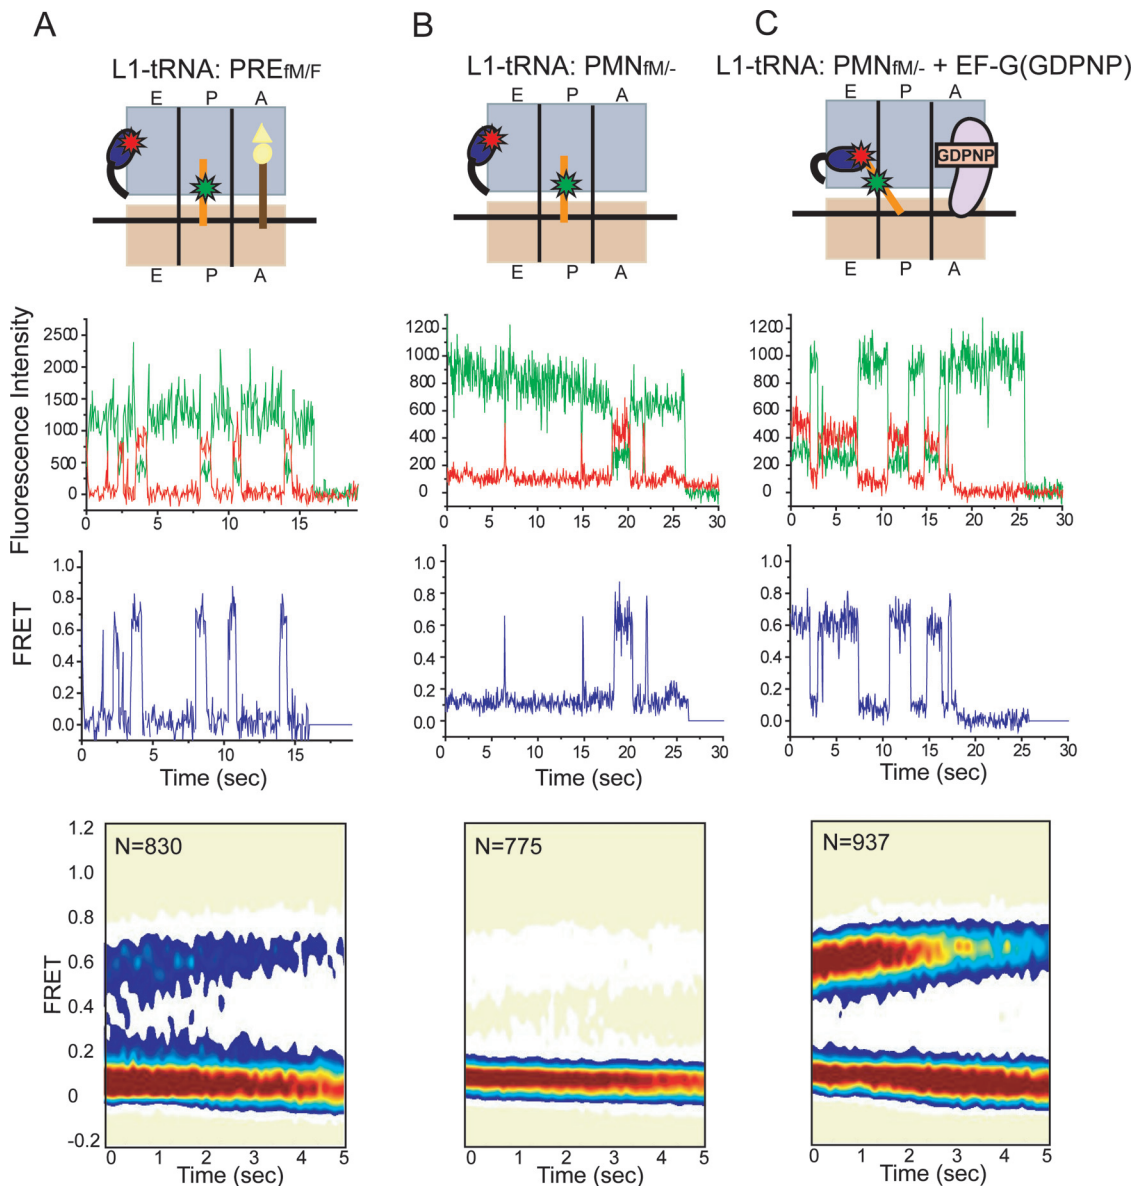 A B C
L1-tRNA: PREfM/F L1-tRNA: PMNfM/- L1-tRNA: PMNfM/- + EF-G(GDPNP)
E P A E P A E P A
GDPNP
E P A E P A E P A
Fluorescence Intensity
2500
2000
1500
1000
500
0
0 5 10 15
1200
1000
800
600
400
200
0
0 5 10 15 20 25 30
1200
1000
800
600
400
200
0
0 5 10 15 20 25 30
FRET
1.0
0.8
0.6
0.4
0.2
0.0
0 5 10 15
Time (sec)
1.0
0.8
0.6
0.4
0.2
0.0
0 5 10 15 20 25 30
Time (sec)
1.0
0.8
0.6
0.4
0.2
0.0
0 5 10 15 20 25 30
Time (sec)
FRET
1.2
1.0
0.8
0.6
0.4
0.2
0
-0.2
N=830
0 1 2 3 4 5
Time (sec)
N=775
0 1 2 3 4 5
Time (sec)
N=937
0 1 2 3 4 5
Time (sec)